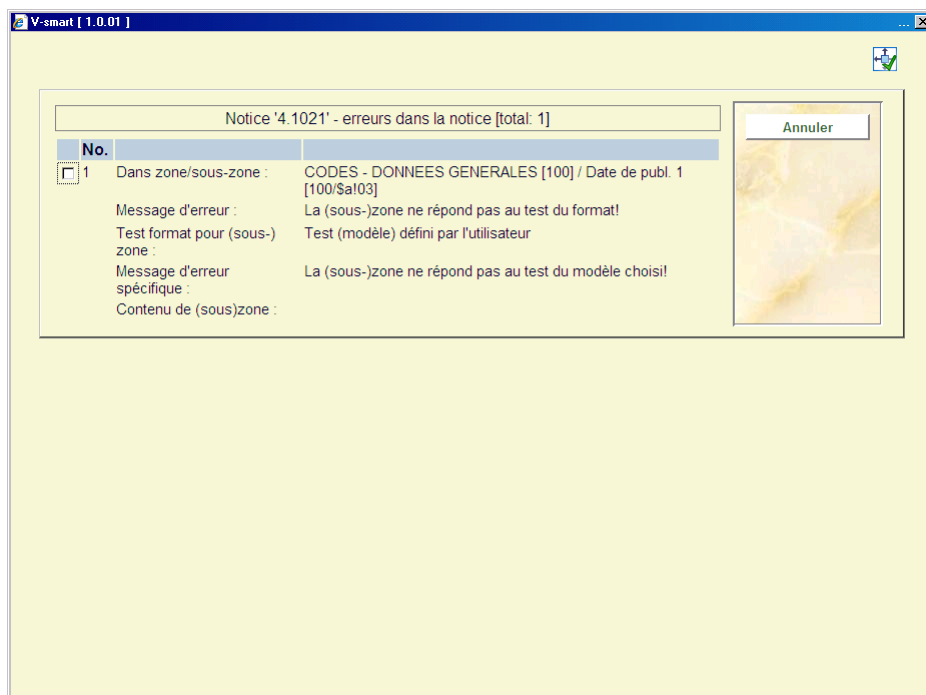 V-smart [ 1.0.01 ]
...
Notice '4.1021' - erreurs dans la notice [total: 1]
Annuler
No.
1 Dans zone/sous-zone : CODES - DONNEES GENERALES [100] / Date de publ. 1
[100/$a!03]
Message d'erreur : La (sous-)zone ne répond pas au test du format!
Test format pour (sous-) Test (modèle) défini par l'utilisateur
zone :
Message d'erreur La (sous-)zone ne répond pas au test du modèle choisi!
spécifique :
Contenu de (sous)zone :